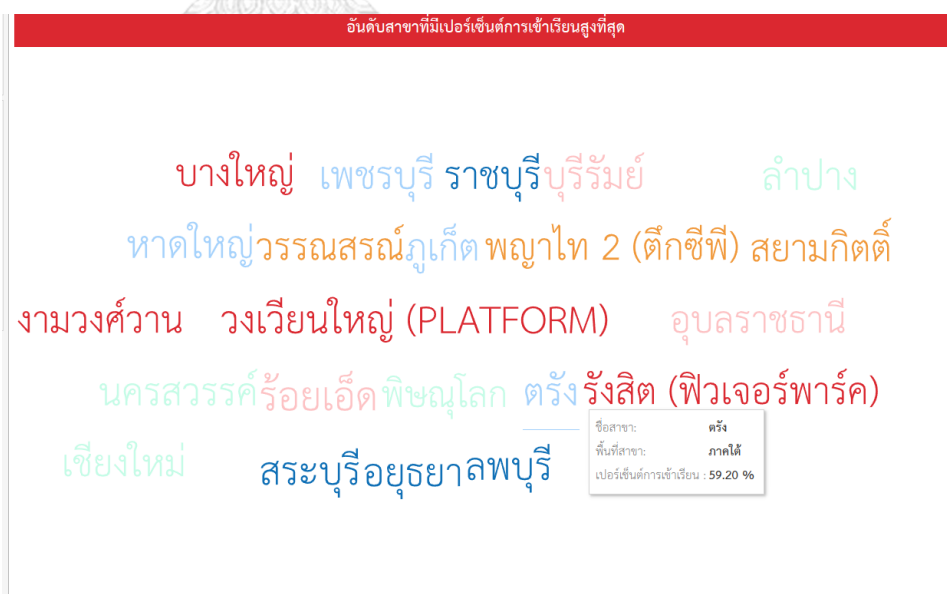 อันดับสาขาที่มีเปอร์เซ็นต์การเข้าเรียนสูงที่สุด
บางใหญ่ เพชรบุรี ราชบุรี บุรีรัมย์ ลำปาง
หาดใหญ่ วรรณสรณ์ ภูเก็ต พญาไท 2 (ตึกซีพี) สยามกิตติ์
งามวงศ์วาน วงเวียนใหญ่ (PLATFORM) อุบลราชธานี
นครสวรรค์ ร้อยเอ็ด พิษณุโลก ตรัง รังสิต (ฟิวเจอร์พาร์ค)
เชียงใหม่ สระบุรี อยุธยา ลพบุรี
ชื่อสาขา: ตรัง
พื้นที่สาขา: ภาคใต้
เปอร์เซ็นต์การเข้าเรียน : 59.20 %